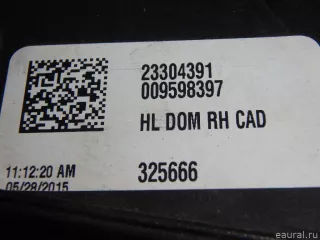 23304391
009598397
HL DOM RH CAD
11:12:20 AM
325666
05/28/2015
eaural.ru